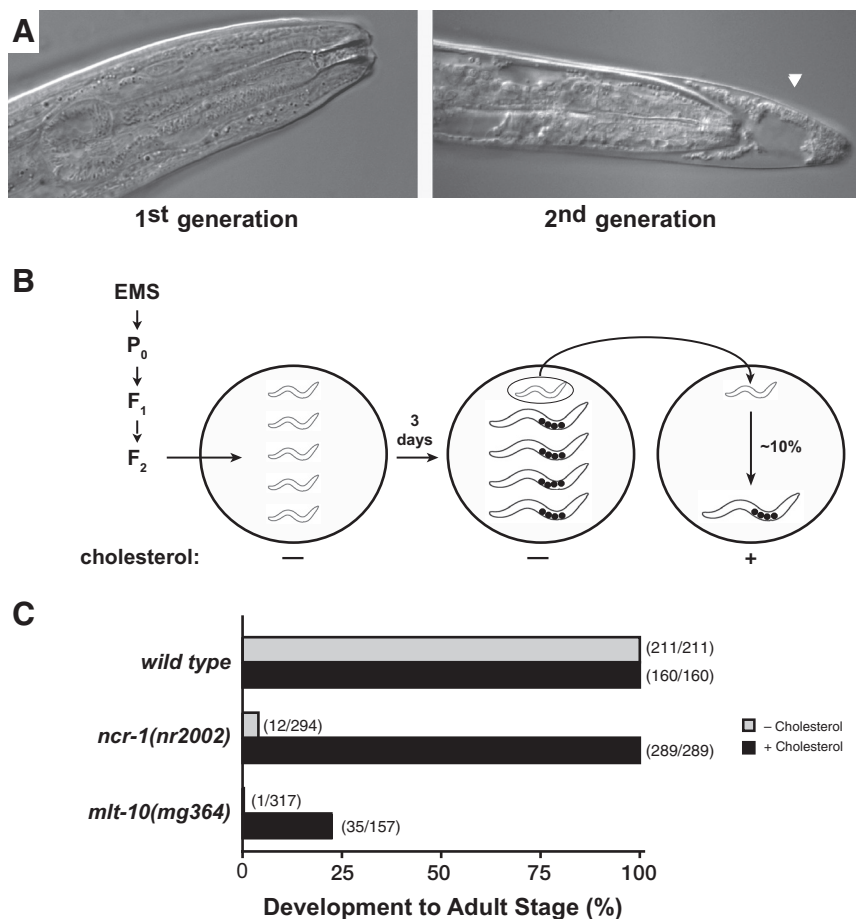 A
1st generation
2nd generation
B
EMS
P0
F1
F2
3
days
~10%
cholesterol:
—
—
+
C
wild type
(211/211)
(160/160)
ncr-1(nr2002)
(12/294)
(289/289)
– Cholesterol
+ Cholesterol
mlt-10(mg364)
(1/317)
(35/157)
0
25
50
75
100
Development to Adult Stage (%)